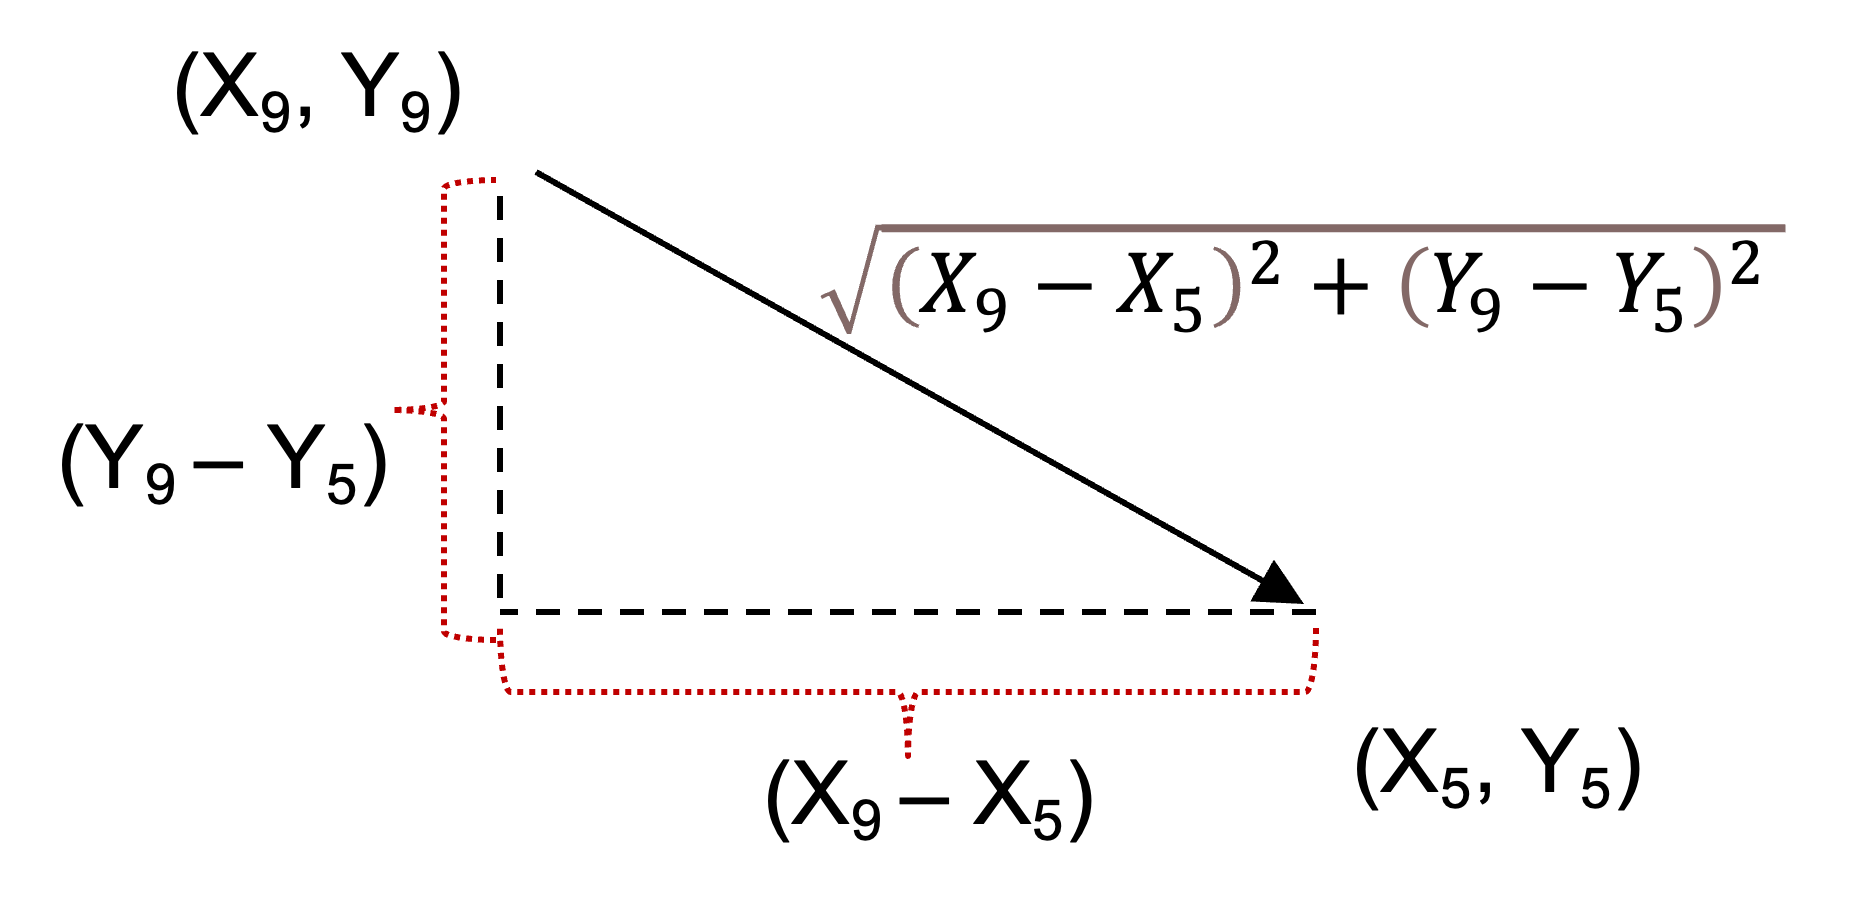 (X₉, Y₉)
√(X₉ − X₅)² + (Y₉ − Y₅)²
(Y₉ – Y₅)
(X₉ – X₅)
(X₅, Y₅)